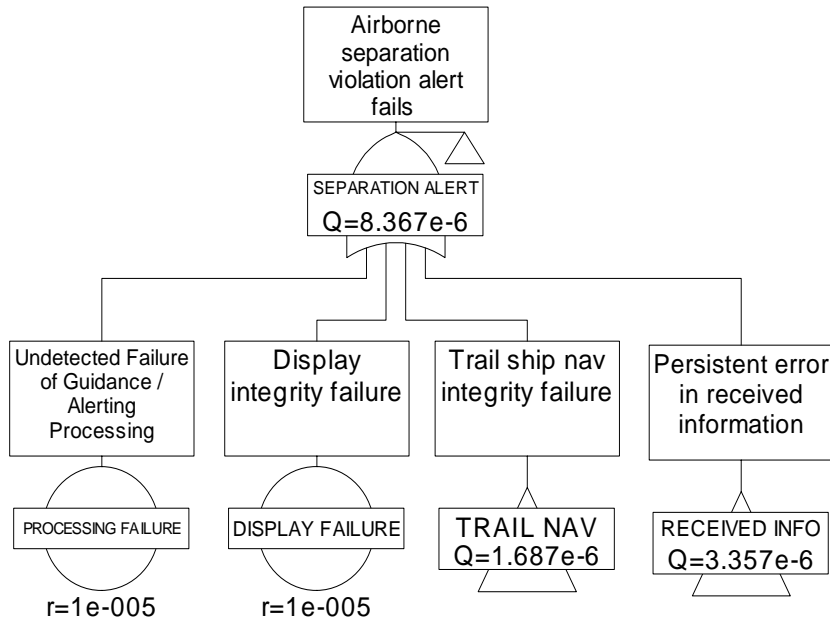 Airborne
separation
violation alert
fails
SEPARATION ALERT
Q=8.367e-6
Undetected Failure
of Guidance /
Alerting
Processing
Display
integrity failure
Trail ship nav
integrity failure
Persistent error
in received
information
PROCESSING FAILURE
DISPLAY FAILURE
TRAIL NAV
Q=1.687e-6
RECEIVED INFO
Q=3.357e-6
r=1e-005
r=1e-005